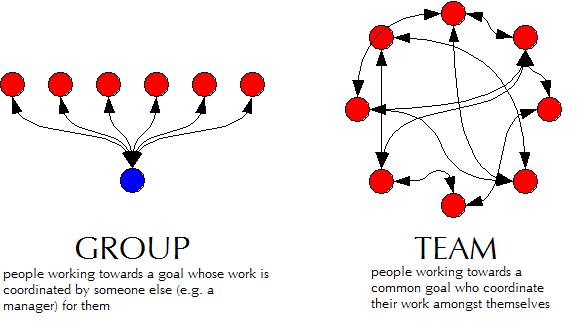 GROUP
people working towards a goal whose work is
coordinated by someone else (e.g. a
manager) for them
TEAM
people working towards a
common goal who coordinate
their work amongst themselves